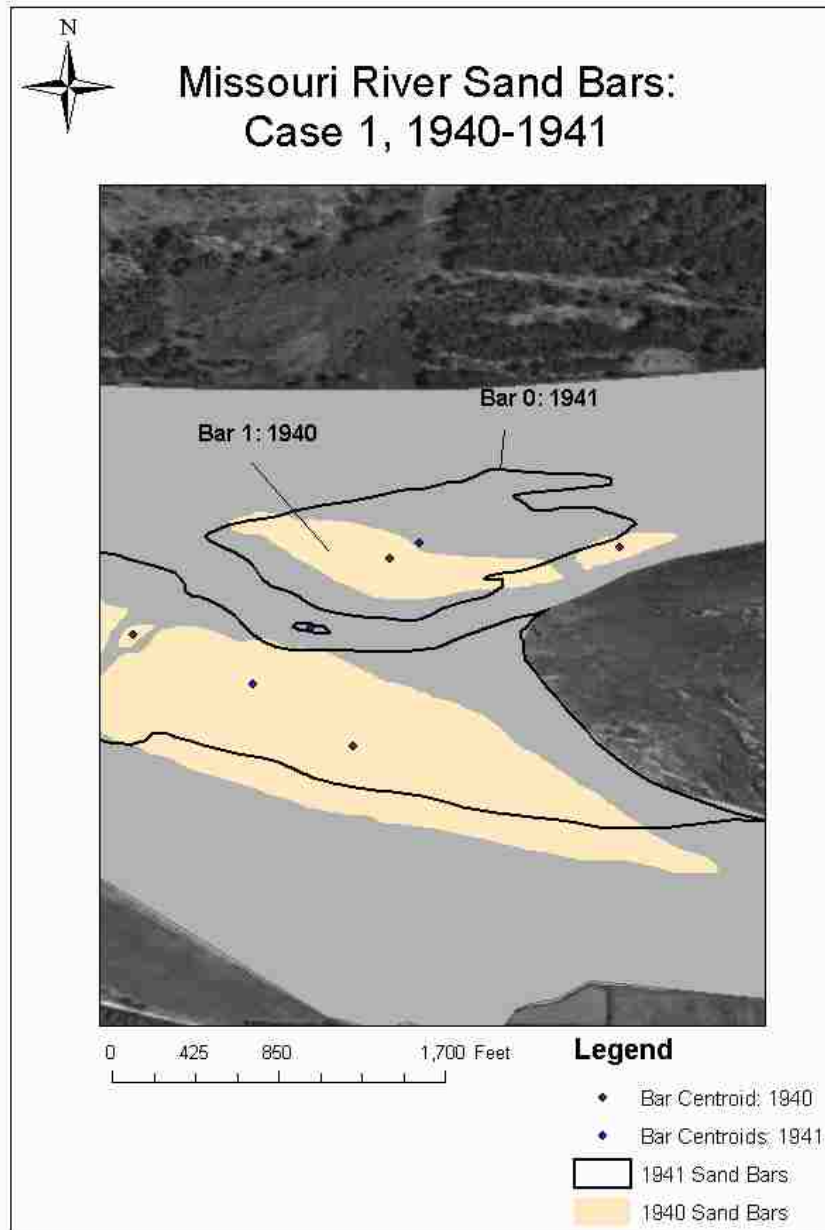 N
Missouri River Sand Bars:
Case 1, 1940-1941
Bar 0: 1941
Bar 1: 1940
0 425 850 1,700 Feet
Legend
Bar Centroid: 1940
Bar Centroids: 1941
1941 Sand Bars
1940 Sand Bars